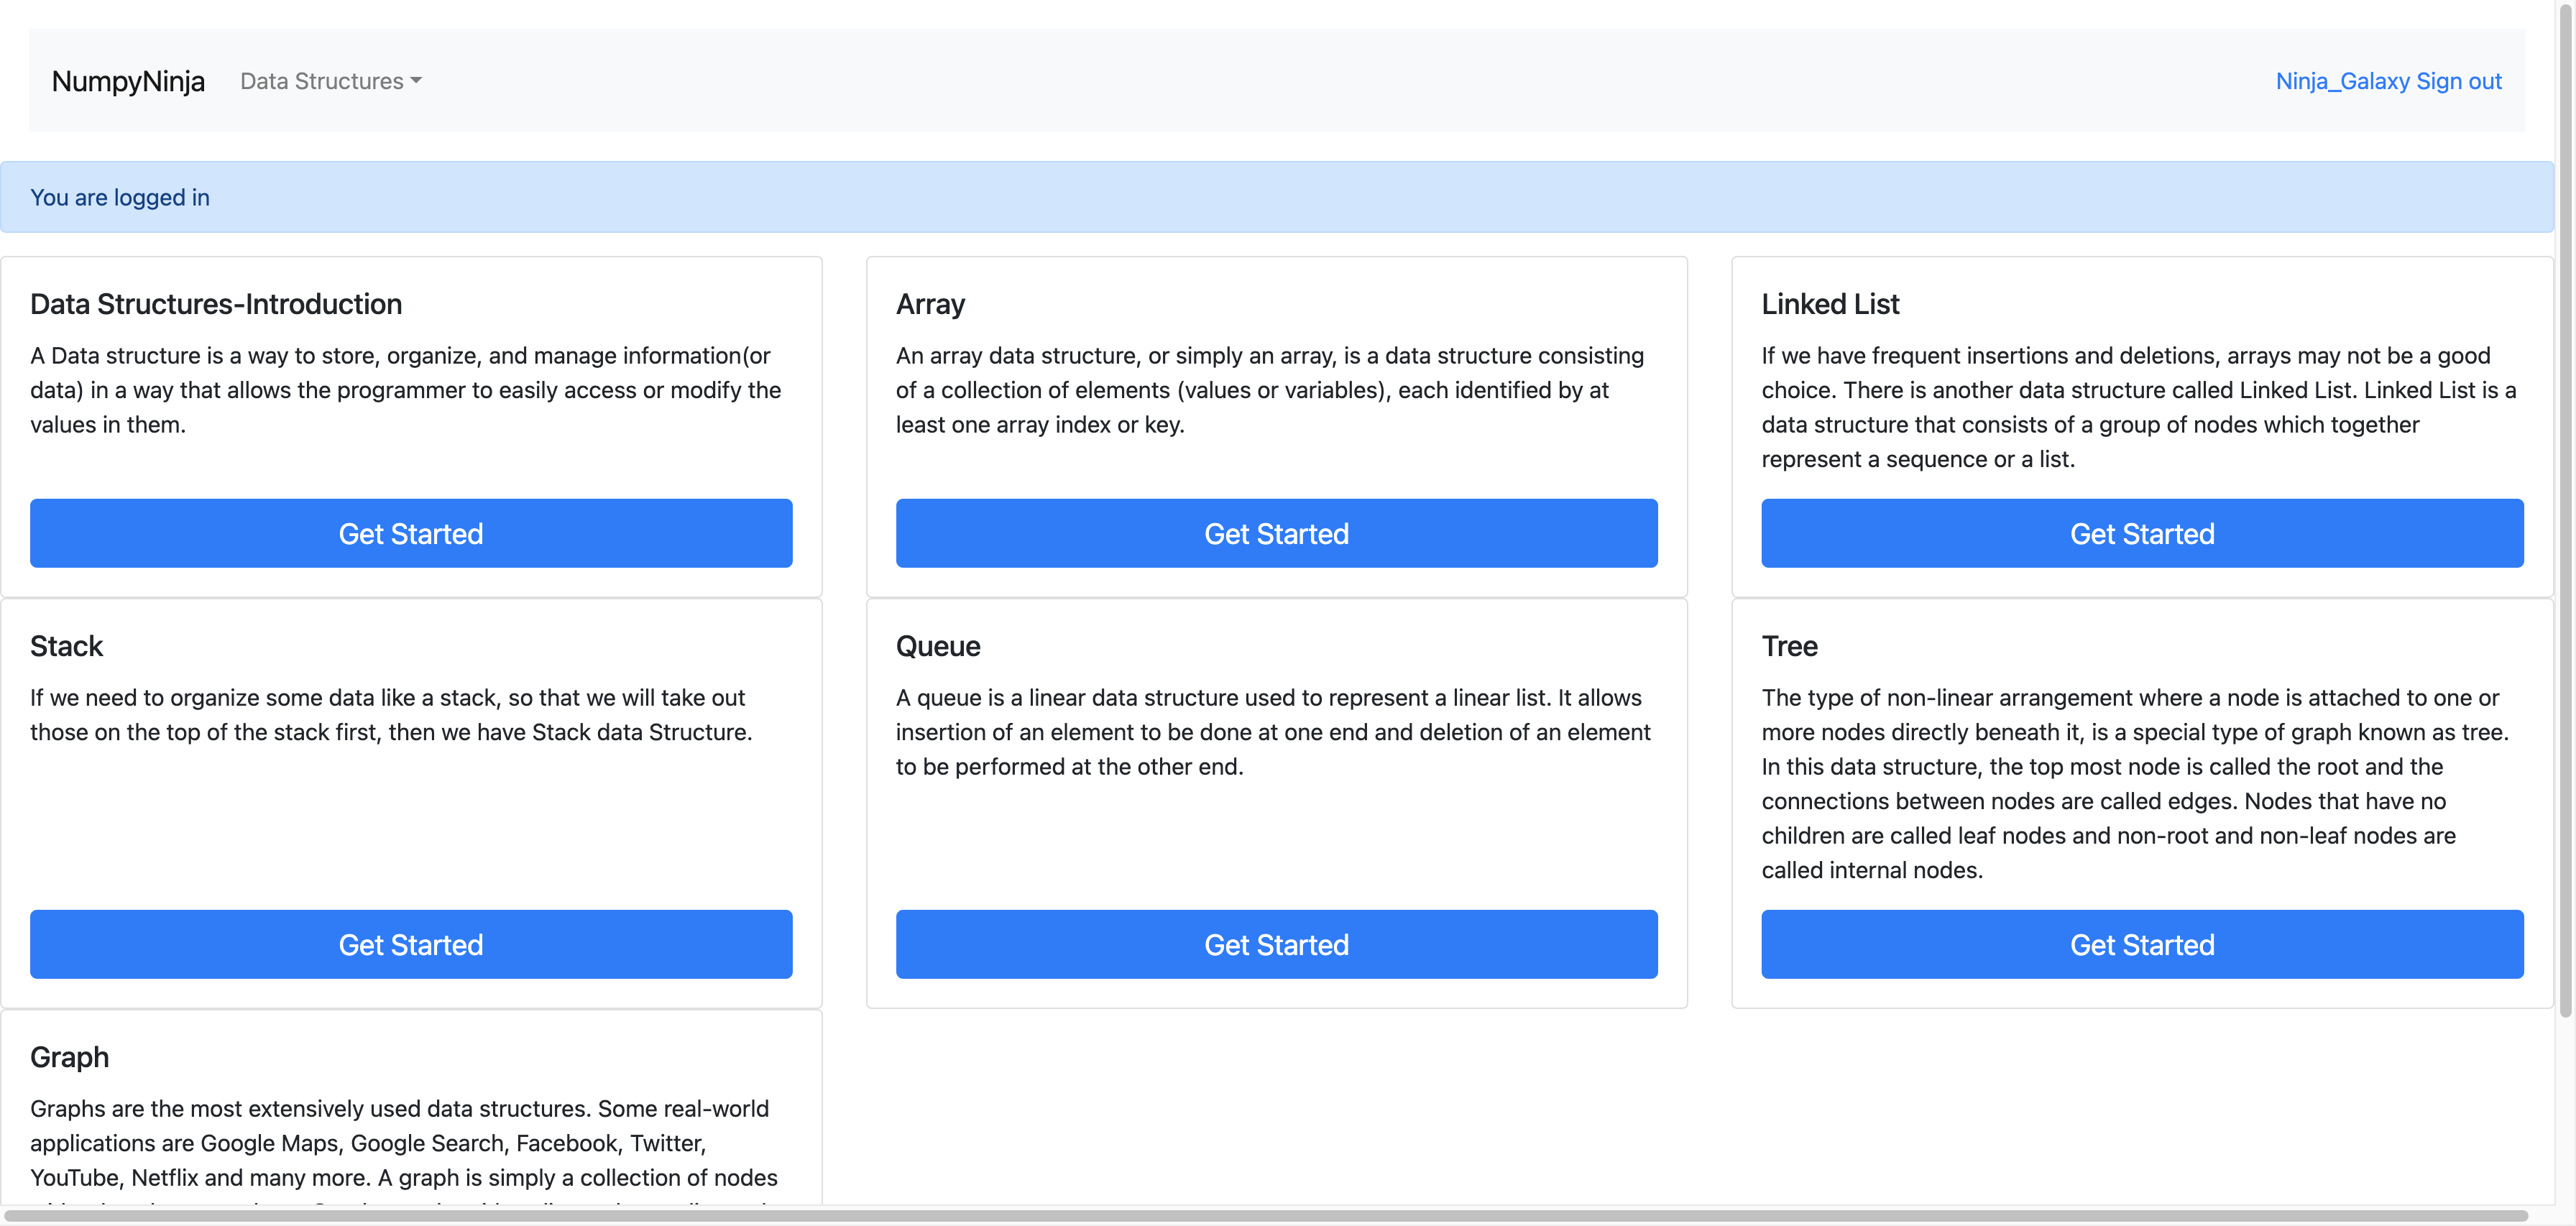 NumpyNinja
Data Structures
Ninja_Galaxy Sign out
You are logged in
Data Structures-Introduction
A Data structure is a way to store, organize, and manage information(or
data) in a way that allows the programmer to easily access or modify the
values in them.
Get Started
Array
An array data structure, or simply an array, is a data structure consisting
of a collection of elements (values or variables), each identified by at
least one array index or key.
Get Started
Linked List
If we have frequent insertions and deletions, arrays may not be a good
choice. There is another data structure called Linked List. Linked List is a
data structure that consists of a group of nodes which together
represent a sequence or a list.
Get Started
Stack
If we need to organize some data like a stack, so that we will take out
those on the top of the stack first, then we have Stack data Structure.
Get Started
Queue
A queue is a linear data structure used to represent a linear list. It allows
insertion of an element to be done at one end and deletion of an element
to be performed at the other end.
Get Started
Tree
The type of non-linear arrangement where a node is attached to one or
more nodes directly beneath it, is a special type of graph known as tree.
In this data structure, the top most node is called the root and the
connections between nodes are called edges. Nodes that have no
children are called leaf nodes and non-root and non-leaf nodes are
called internal nodes.
Get Started
Graph
Graphs are the most extensively used data structures. Some real-world
applications are Google Maps, Google Search, Facebook, Twitter,
YouTube, Netflix and many more. A graph is simply a collection of nodes